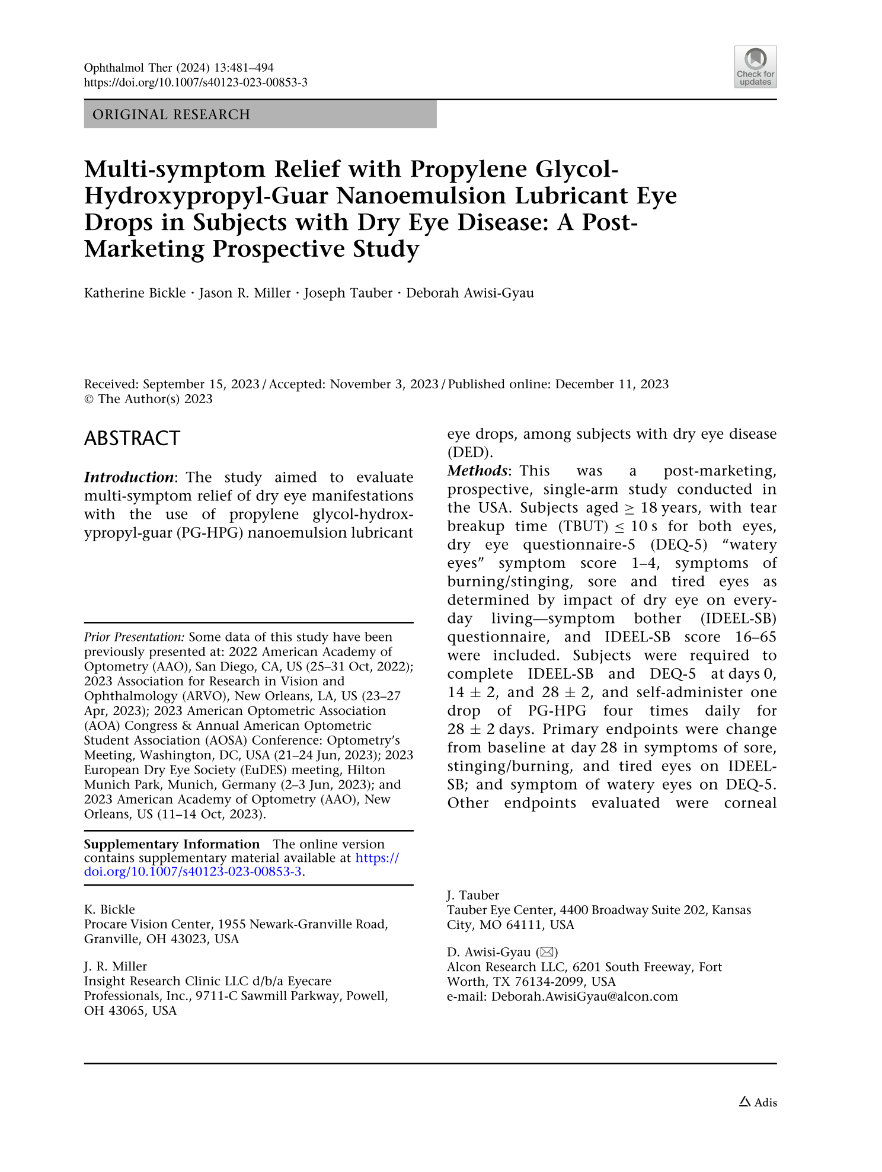 Ophthalmol Ther (2024) 13:481–494
https://doi.org/10.1007/s40123-023-00853-3
Check for
updates
ORIGINAL RESEARCH
Multi-symptom Relief with Propylene Glycol-
Hydroxypropyl-Guar Nanoemulsion Lubricant Eye
Drops in Subjects with Dry Eye Disease: A Post-
Marketing Prospective Study
Katherine Bickle · Jason R. Miller · Joseph Tauber · Deborah Awisi-Gyau
Received: September 15, 2023 / Accepted: November 3, 2023 / Published online: December 11, 2023
© The Author(s) 2023
ABSTRACT
Introduction: The study aimed to evaluate
multi-symptom relief of dry eye manifestations
with the use of propylene glycol-hydrox-
ypropyl-guar (PG-HPG) nanoemulsion lubricant
eye drops, among subjects with dry eye disease
(DED).
Methods: This was a post-marketing,
prospective, single-arm study conducted in
the USA. Subjects aged ≥ 18 years, with tear
breakup time (TBUT) ≤ 10 s for both eyes,
dry eye questionnaire-5 (DEQ-5) “watery
eyes” symptom score 1–4, symptoms of
burning/stinging, sore and tired eyes as
determined by impact of dry eye on every-
day living—symptom bother (IDEEL-SB)
questionnaire, and IDEEL-SB score 16–65
were included. Subjects were required to
complete IDEEL-SB and DEQ-5 at days 0,
14 ± 2, and 28 ± 2, and self-administer one
drop of PG-HPG four times daily for
28 ± 2 days. Primary endpoints were change
from baseline at day 28 in symptoms of sore,
stinging/burning, and tired eyes on IDEEL-
SB; and symptom of watery eyes on DEQ-5.
Other endpoints evaluated were corneal
Prior Presentation: Some data of this study have been
previously presented at: 2022 American Academy of
Optometry (AAO), San Diego, CA, US (25–31 Oct, 2022);
2023 Association for Research in Vision and
Ophthalmology (ARVO), New Orleans, LA, US (23–27
Apr, 2023); 2023 American Optometric Association
(AOA) Congress & Annual American Optometric
Student Association (AOSA) Conference: Optometry’s
Meeting, Washington, DC, USA (21–24 Jun, 2023); 2023
European Dry Eye Society (EuDES) meeting, Hilton
Munich Park, Munich, Germany (2–3 Jun, 2023); and
2023 American Academy of Optometry (AAO), New
Orleans, US (11–14 Oct, 2023).
Supplementary Information The online version
contains supplementary material available at https://
doi.org/10.1007/s40123-023-00853-3.
K. Bickle
Procare Vision Center, 1955 Newark-Granville Road,
Granville, OH 43023, USA
J. R. Miller
Insight Research Clinic LLC d/b/a Eyecare
Professionals, Inc., 9711-C Sawmill Parkway, Powell,
OH 43065, USA
J. Tauber
Tauber Eye Center, 4400 Broadway Suite 202, Kansas
City, MO 64111, USA
D. Awisi-Gyau (✉)
Alcon Research LLC, 6201 South Freeway, Fort
Worth, TX 76134-2099, USA
e-mail: Deborah.AwisiGyau@alcon.com
Adis